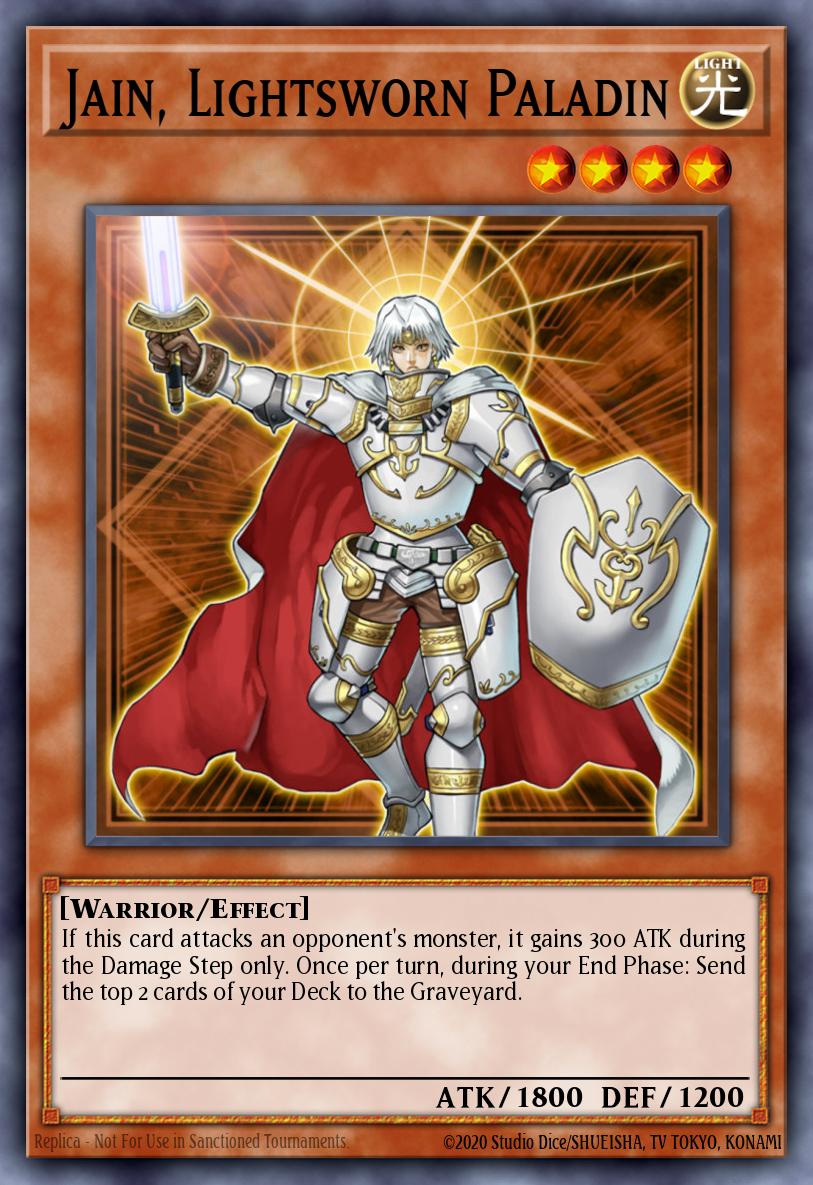 Jain, Lightsworn Paladin
LIGHT
光
[Warrior/Effect]
If this card attacks an opponent's monster, it gains 300 ATK during
the Damage Step only. Once per turn, during your End Phase: Send
the top 2 cards of your Deck to the Graveyard.
ATK/1800 DEF/1200
Replica - Not For Use in Sanctioned Tournaments.
©2020 Studio Dice/SHUEISHA, TV TOKYO, KONAMI